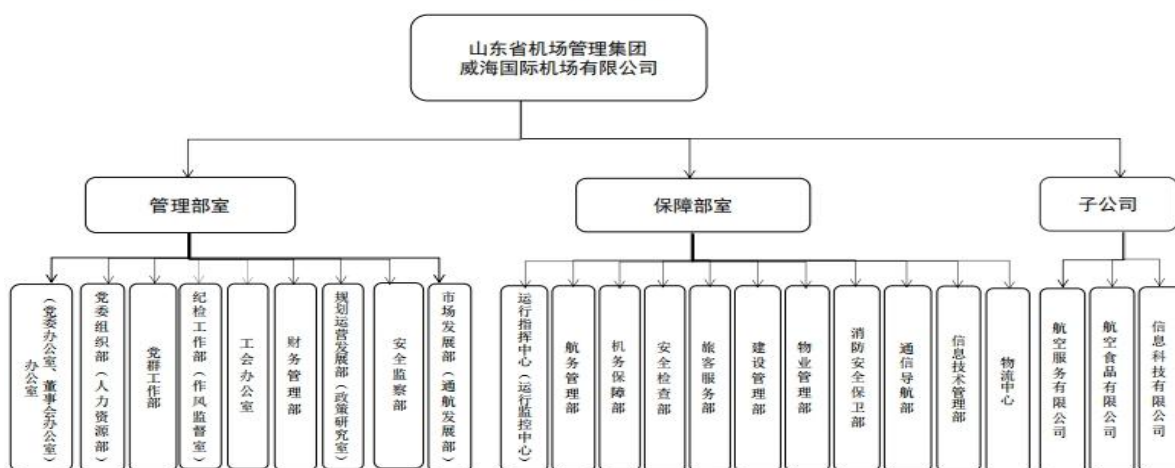 山东省机场管理集团
威海国际机场有限公司
管理部室
保障部室
子公司
办公室
（党委办公室、董事会办公室）
党委组织部（人力资源部）
党群工作部
纪检工作部（作风监督室）
工会办公室
财务管理部
规划运营发展部（政策研究室）
安全监察部
市场发展部（通航发展部）
运行指挥中心（运行监控中心）
航务管理部
机务保障部
安全检查部
旅客服务部
建设管理部
物业管理部
消防安全保卫部
通信导航部
信息技术管理部
物流中心
航空服务有限公司
航空食品有限公司
信息科技有限公司